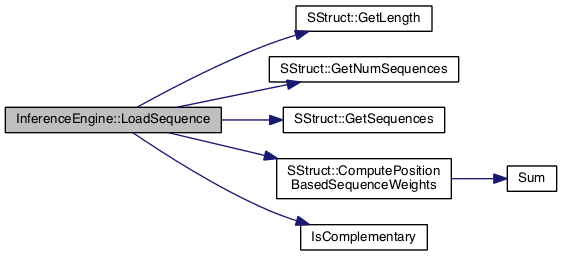 SStruct::GetLength
SStruct::GetNumSequences
InferenceEngine::LoadSequence
SStruct::GetSequences
SStruct::ComputePosition
BasedSequenceWeights
Sum
IsComplementary